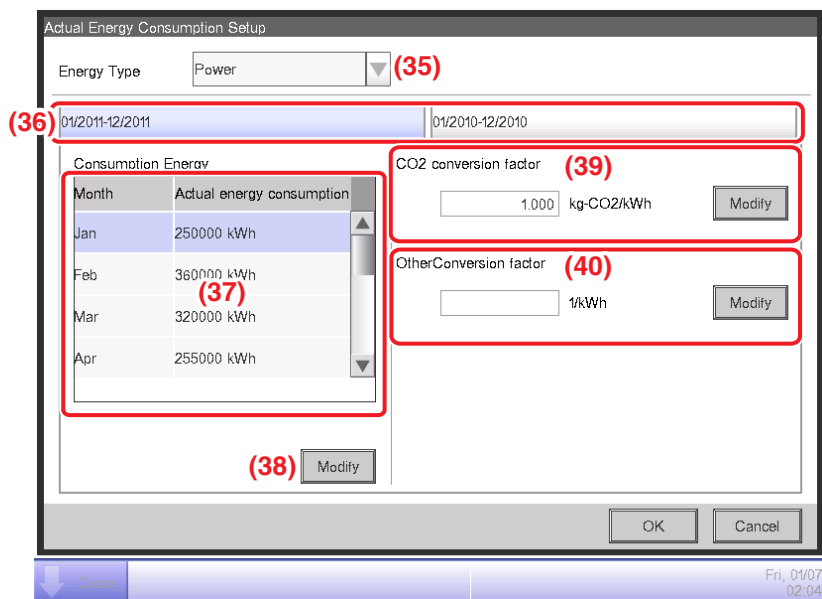 Actual Energy Consumption Setup
Energy Type Power (35)
(36) 01/2011-12/2011 01/2010-12/2010
Consumption Energy
Month Actual energy consumption
Jan 250000 kWh
Feb 360000 kWh
(37)
Mar 320000 kWh
Apr 255000 kWh
(38) Modify
CO2 conversion factor (39)
1.000 kg-CO2/kWh Modify
OtherConversion factor (40)
1/kWh Modify
OK Cancel
Fri, 01/07
02:04